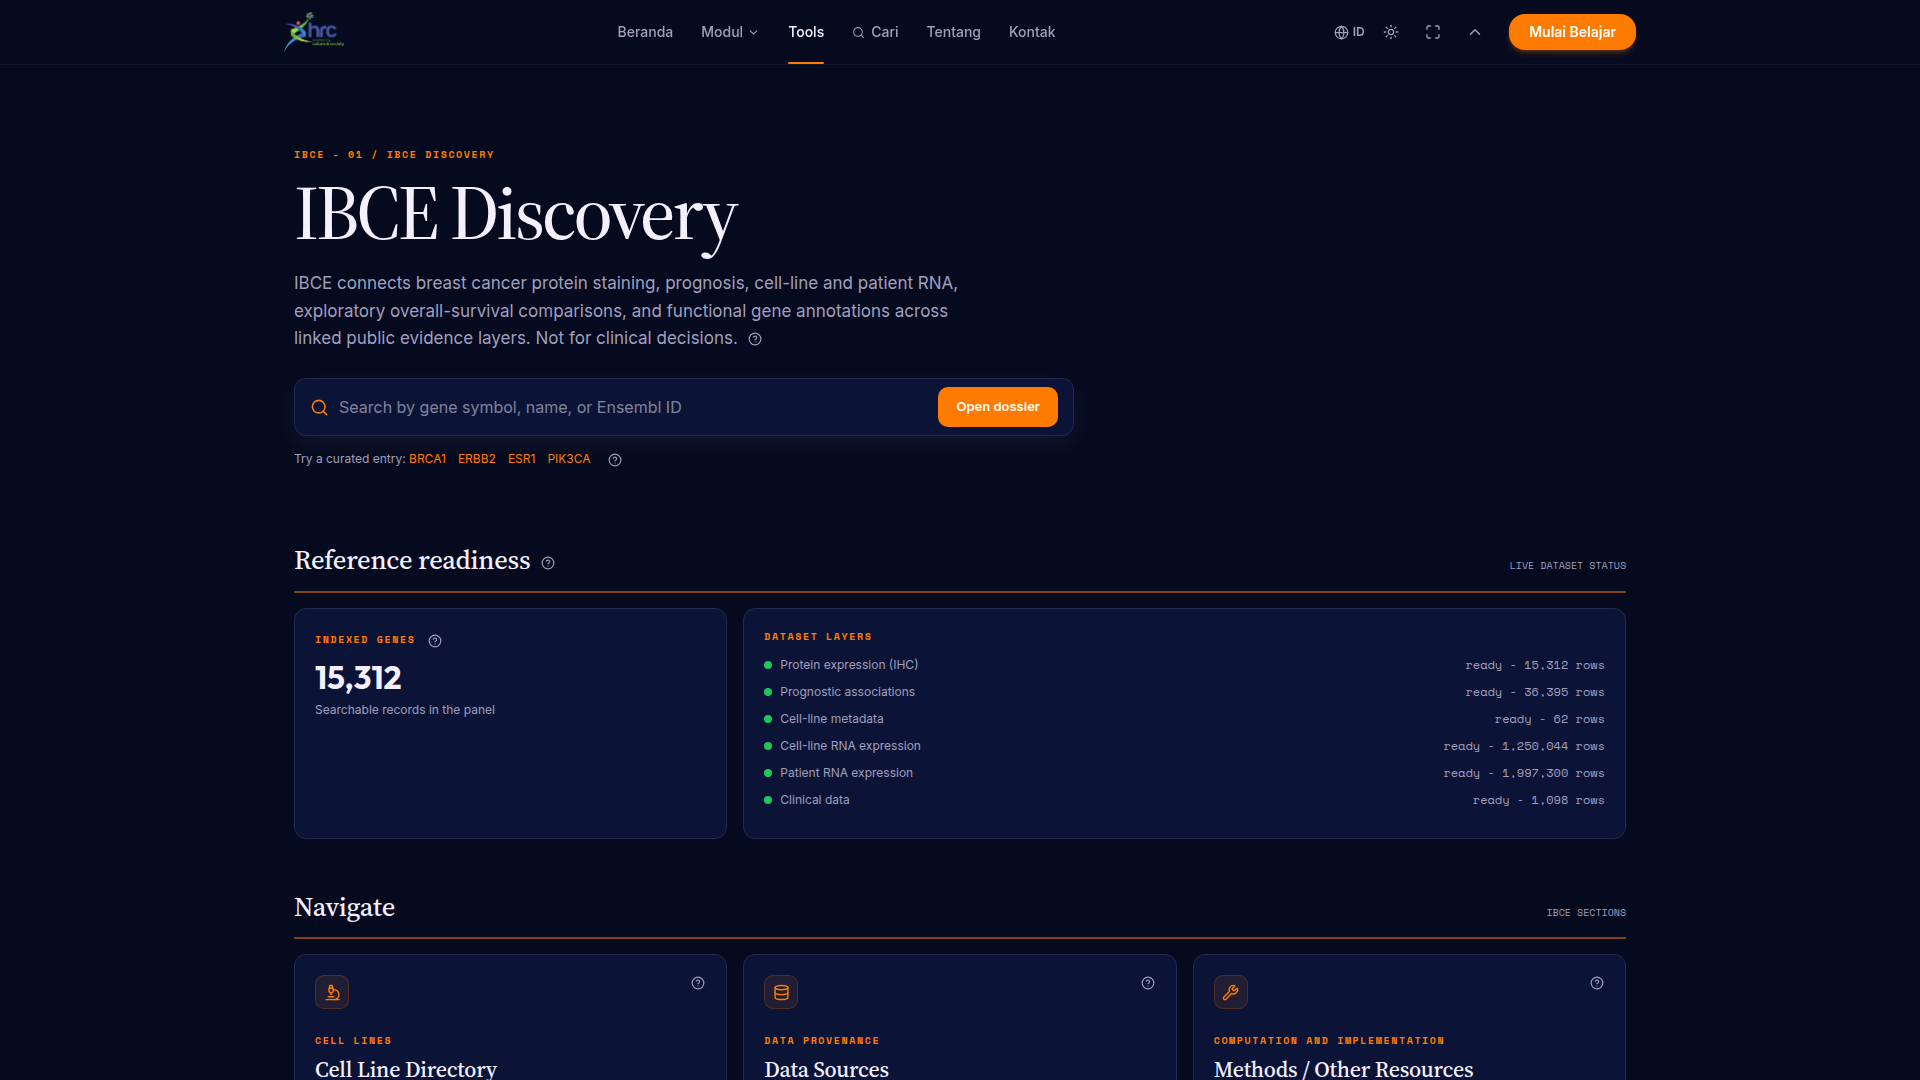 hrc
Beranda
Modul
Tools
Cari
Tentang
Kontak
ID
Mulai Belajar
IBCE - 01 / IBCE DISCOVERY
IBCE Discovery
IBCE connects breast cancer protein staining, prognosis, cell-line and patient RNA,
exploratory overall-survival comparisons, and functional gene annotations across
linked public evidence layers. Not for clinical decisions.
Search by gene symbol, name, or Ensembl ID
Open dossier
Try a curated entry: BRCA1 ERBB2 ESR1 PIK3CA
Reference readiness
LIVE DATASET STATUS
INDEXED GENES
15,312
Searchable records in the panel
DATASET LAYERS
Protein expression (IHC) ready - 15,312 rows
Prognostic associations ready - 36,395 rows
Cell-line metadata ready - 62 rows
Cell-line RNA expression ready - 1,250,044 rows
Patient RNA expression ready - 1,997,300 rows
Clinical data ready - 1,098 rows
Navigate
IBCE SECTIONS
CELL LINES
Cell Line Directory
DATA PROVENANCE
Data Sources
COMPUTATION AND IMPLEMENTATION
Methods / Other Resources